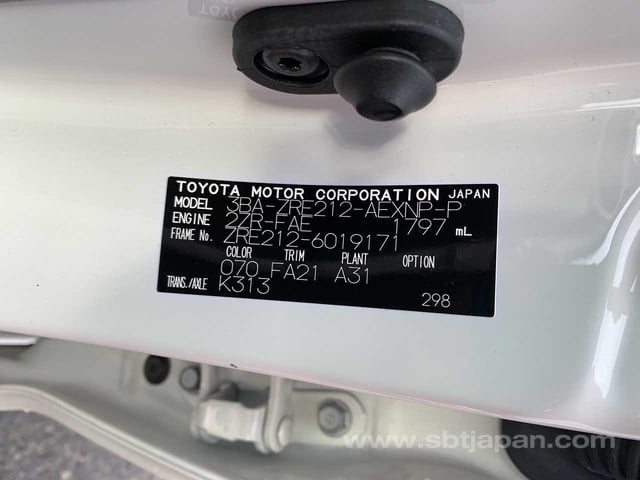 TOYOTA MOTOR CORPORATION JAPAN
MODEL 3BA-ZRE212-AEXNP-P
ENGINE 2ZR-FAE 1797 mL
FRAME No. ZRE212-6019171
COLOR TRIM PLANT OPTION
070 FA21 A31
TRANS./AXLE K313
298
www.sbtjapan.com